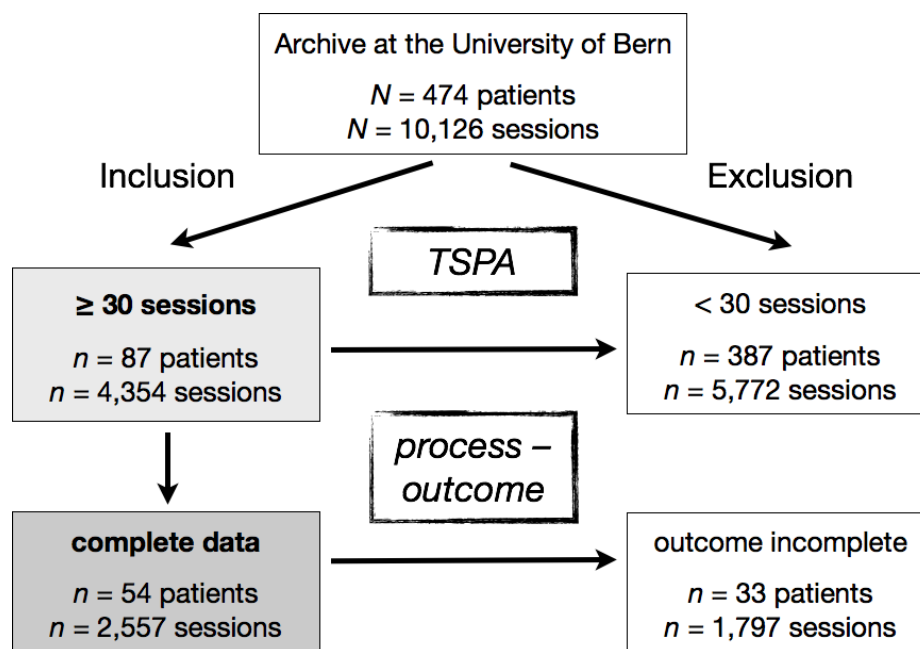 Archive at the University of Bern
N = 474 patients
N = 10,126 sessions
Inclusion
Exclusion
TSPA
≥ 30 sessions
n = 87 patients
n = 4,354 sessions
< 30 sessions
n = 387 patients
n = 5,772 sessions
process –
outcome
complete data
n = 54 patients
n = 2,557 sessions
outcome incomplete
n = 33 patients
n = 1,797 sessions